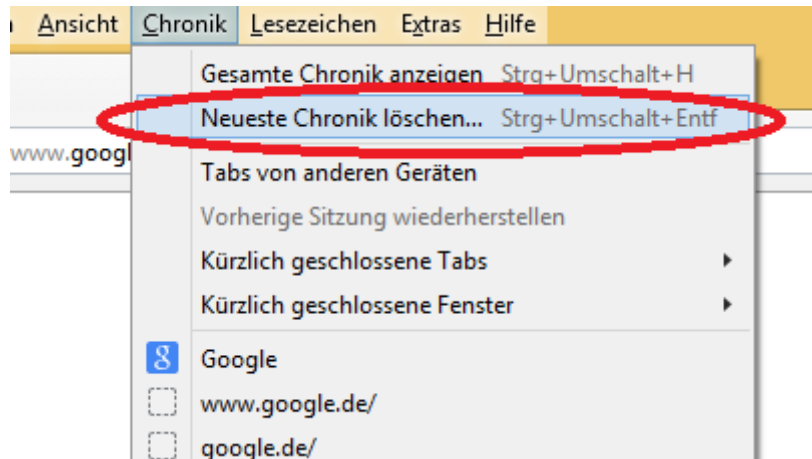 Ansicht Chronik Lesezeichen Extras Hilfe
Gesamte Chronik anzeigen Strg+Umschalt+H
Neueste Chronik löschen... Strg+Umschalt+Entf
www.googl
Tabs von anderen Geräten
Vorherige Sitzung wiederherstellen
Kürzlich geschlossene Tabs
Kürzlich geschlossene Fenster
Google
www.google.de/
google.de/